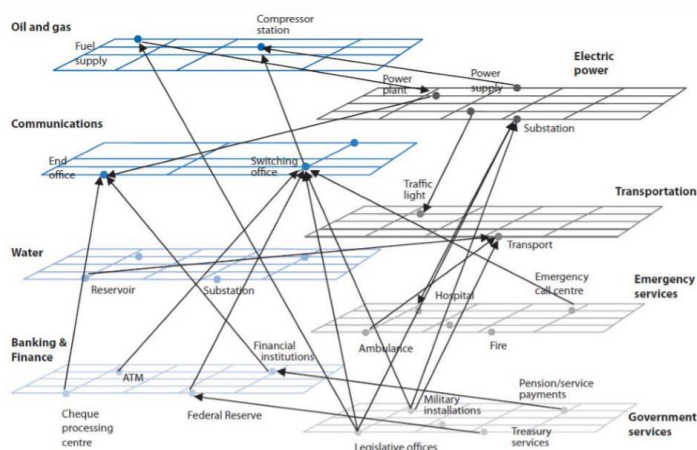 Oil and gas
Compressor
station
Fuel
supply
Electric
power
Power
plant
Power
supply
Substation
Communications
End
office
Switching
office
Traffic
light
Transportation
Transport
Water
Reservoir
Substation
Emergency
call centre
Emergency
services
Hospital
Ambulance
Fire
Banking &
Finance
Financial
institutions
ATM
Cheque
processing
centre
Federal Reserve
Pension/service
payments
Military
installations
Government
services
Treasury
services
Legislative offices